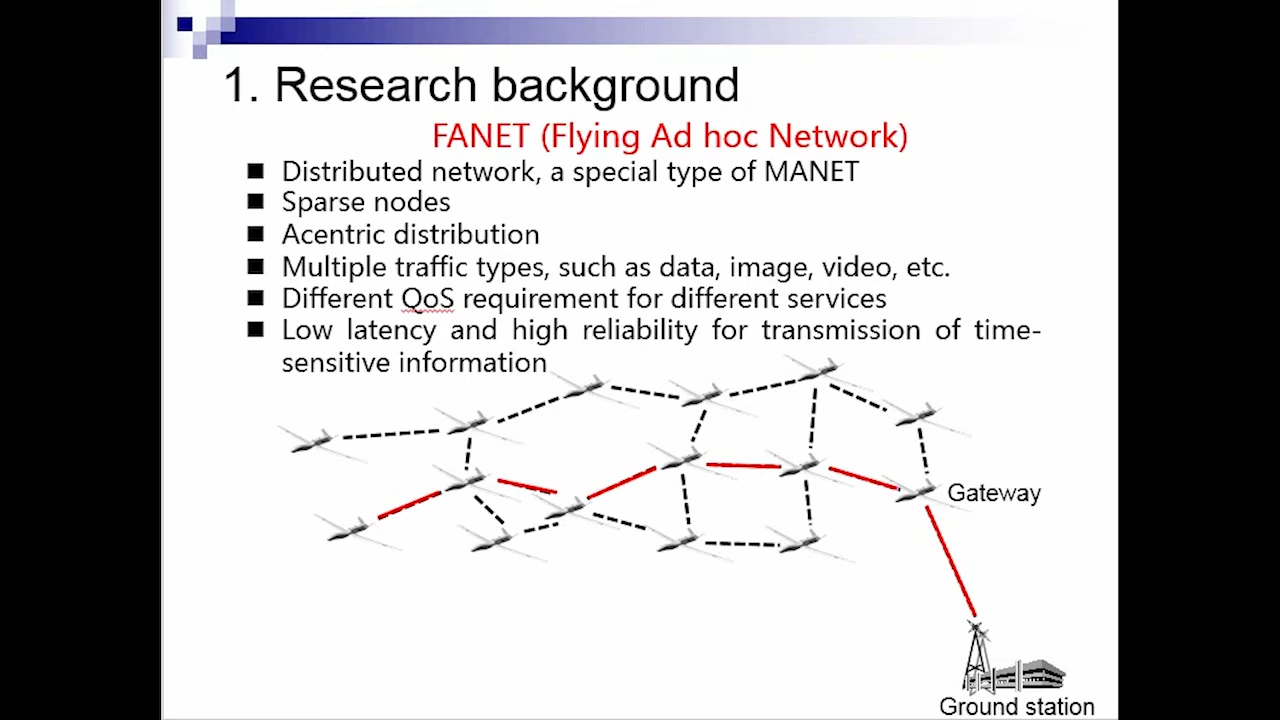 1. Research background
FANET (Flying Ad hoc Network)
Distributed network, a special type of MANET
Sparse nodes
Acentric distribution
Multiple traffic types, such as data, image, video, etc.
Different QoS requirement for different services
Low latency and high reliability for transmission of time-
sensitive information
Gateway
Ground station